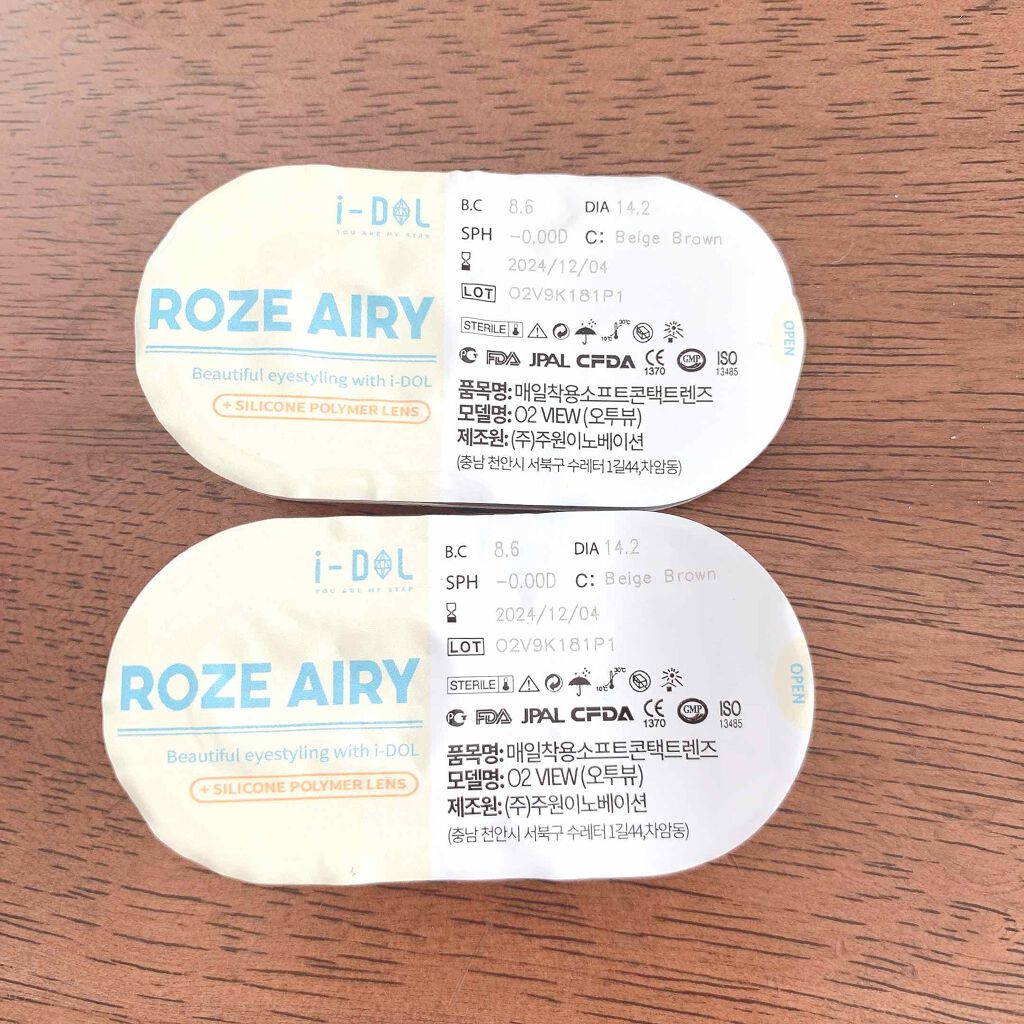 i-DOL
YOU ARE MY STAR
ROZE AIRY
Beautiful eyestyling with i-DOL
+ SILICONE POLYMER LENS
B.C 8.6 DIA 14.2
SPH -0.00D C: Beige Brown
2024/12/04
LOT O2V9K181P1
STERILE 10℃ 30℃
PC FDA JPAL CFDA CE 1370 GMP ISO 13485
품목명: 매일착용소프트콘택트렌즈
모델명: O2 VIEW (오투뷰)
제조원: (주)주원이노베이션
(충남 천안시 서북구 수레터 1길44,차암동)
OPEN
i-DOL
YOU ARE MY STAR
ROZE AIRY
Beautiful eyestyling with i-DOL
+ SILICONE POLYMER LENS
B.C 8.6 DIA 14.2
SPH -0.00D C: Beige Brown
2024/12/04
LOT O2V9K181P1
STERILE 10℃ 30℃
PC FDA JPAL CFDA CE 1370 GMP ISO 13485
품목명: 매일착용소프트콘택트렌즈
모델명: O2 VIEW (오투뷰)
제조원: (주)주원이노베이션
(충남 천안시 서북구 수레터 1길44,차암동)
OPEN